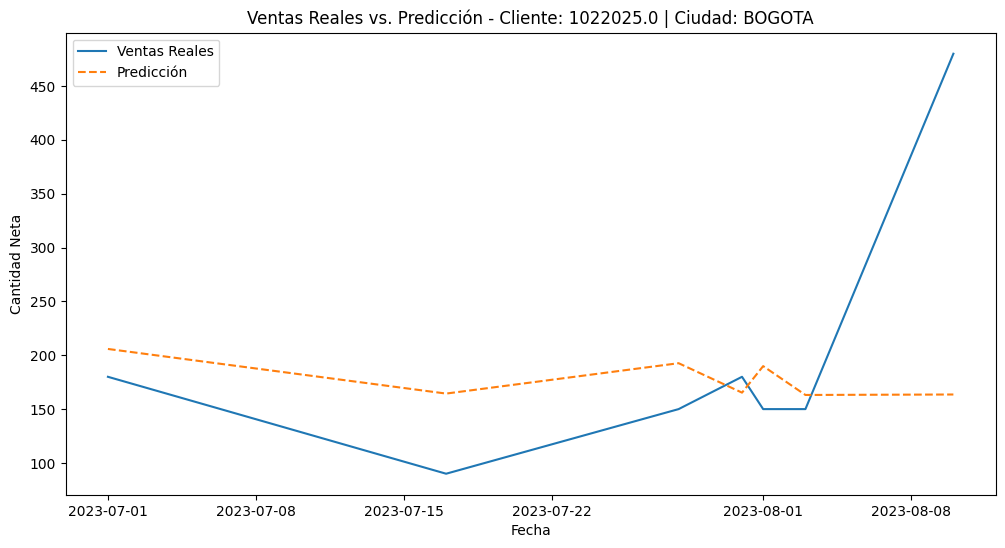 Ventas Reales vs. Predicción - Cliente: 1022025.0 | Ciudad: BOGOTA
Ventas Reales
Predicción
450
400
350
300
250
200
150
100
Cantidad Neta
2023-07-01
2023-07-08
2023-07-15
2023-07-22
2023-08-01
2023-08-08
Fecha